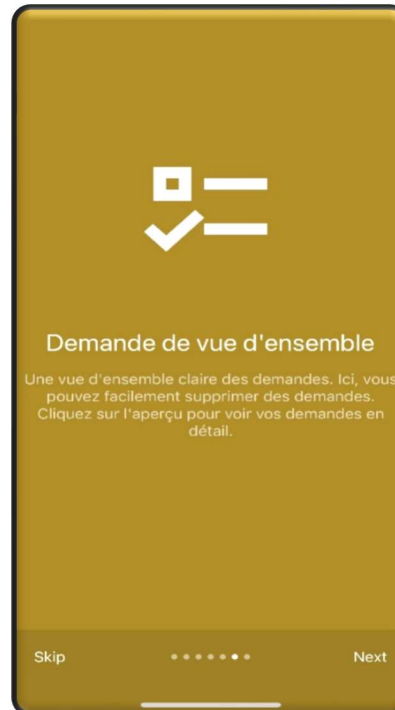 Demande de vue d'ensemble
Une vue d'ensemble claire des demandes. Ici, vous
pouvez facilement supprimer des demandes.
Cliquez sur l'aperçu pour voir vos demandes en
détail.
Skip
Next